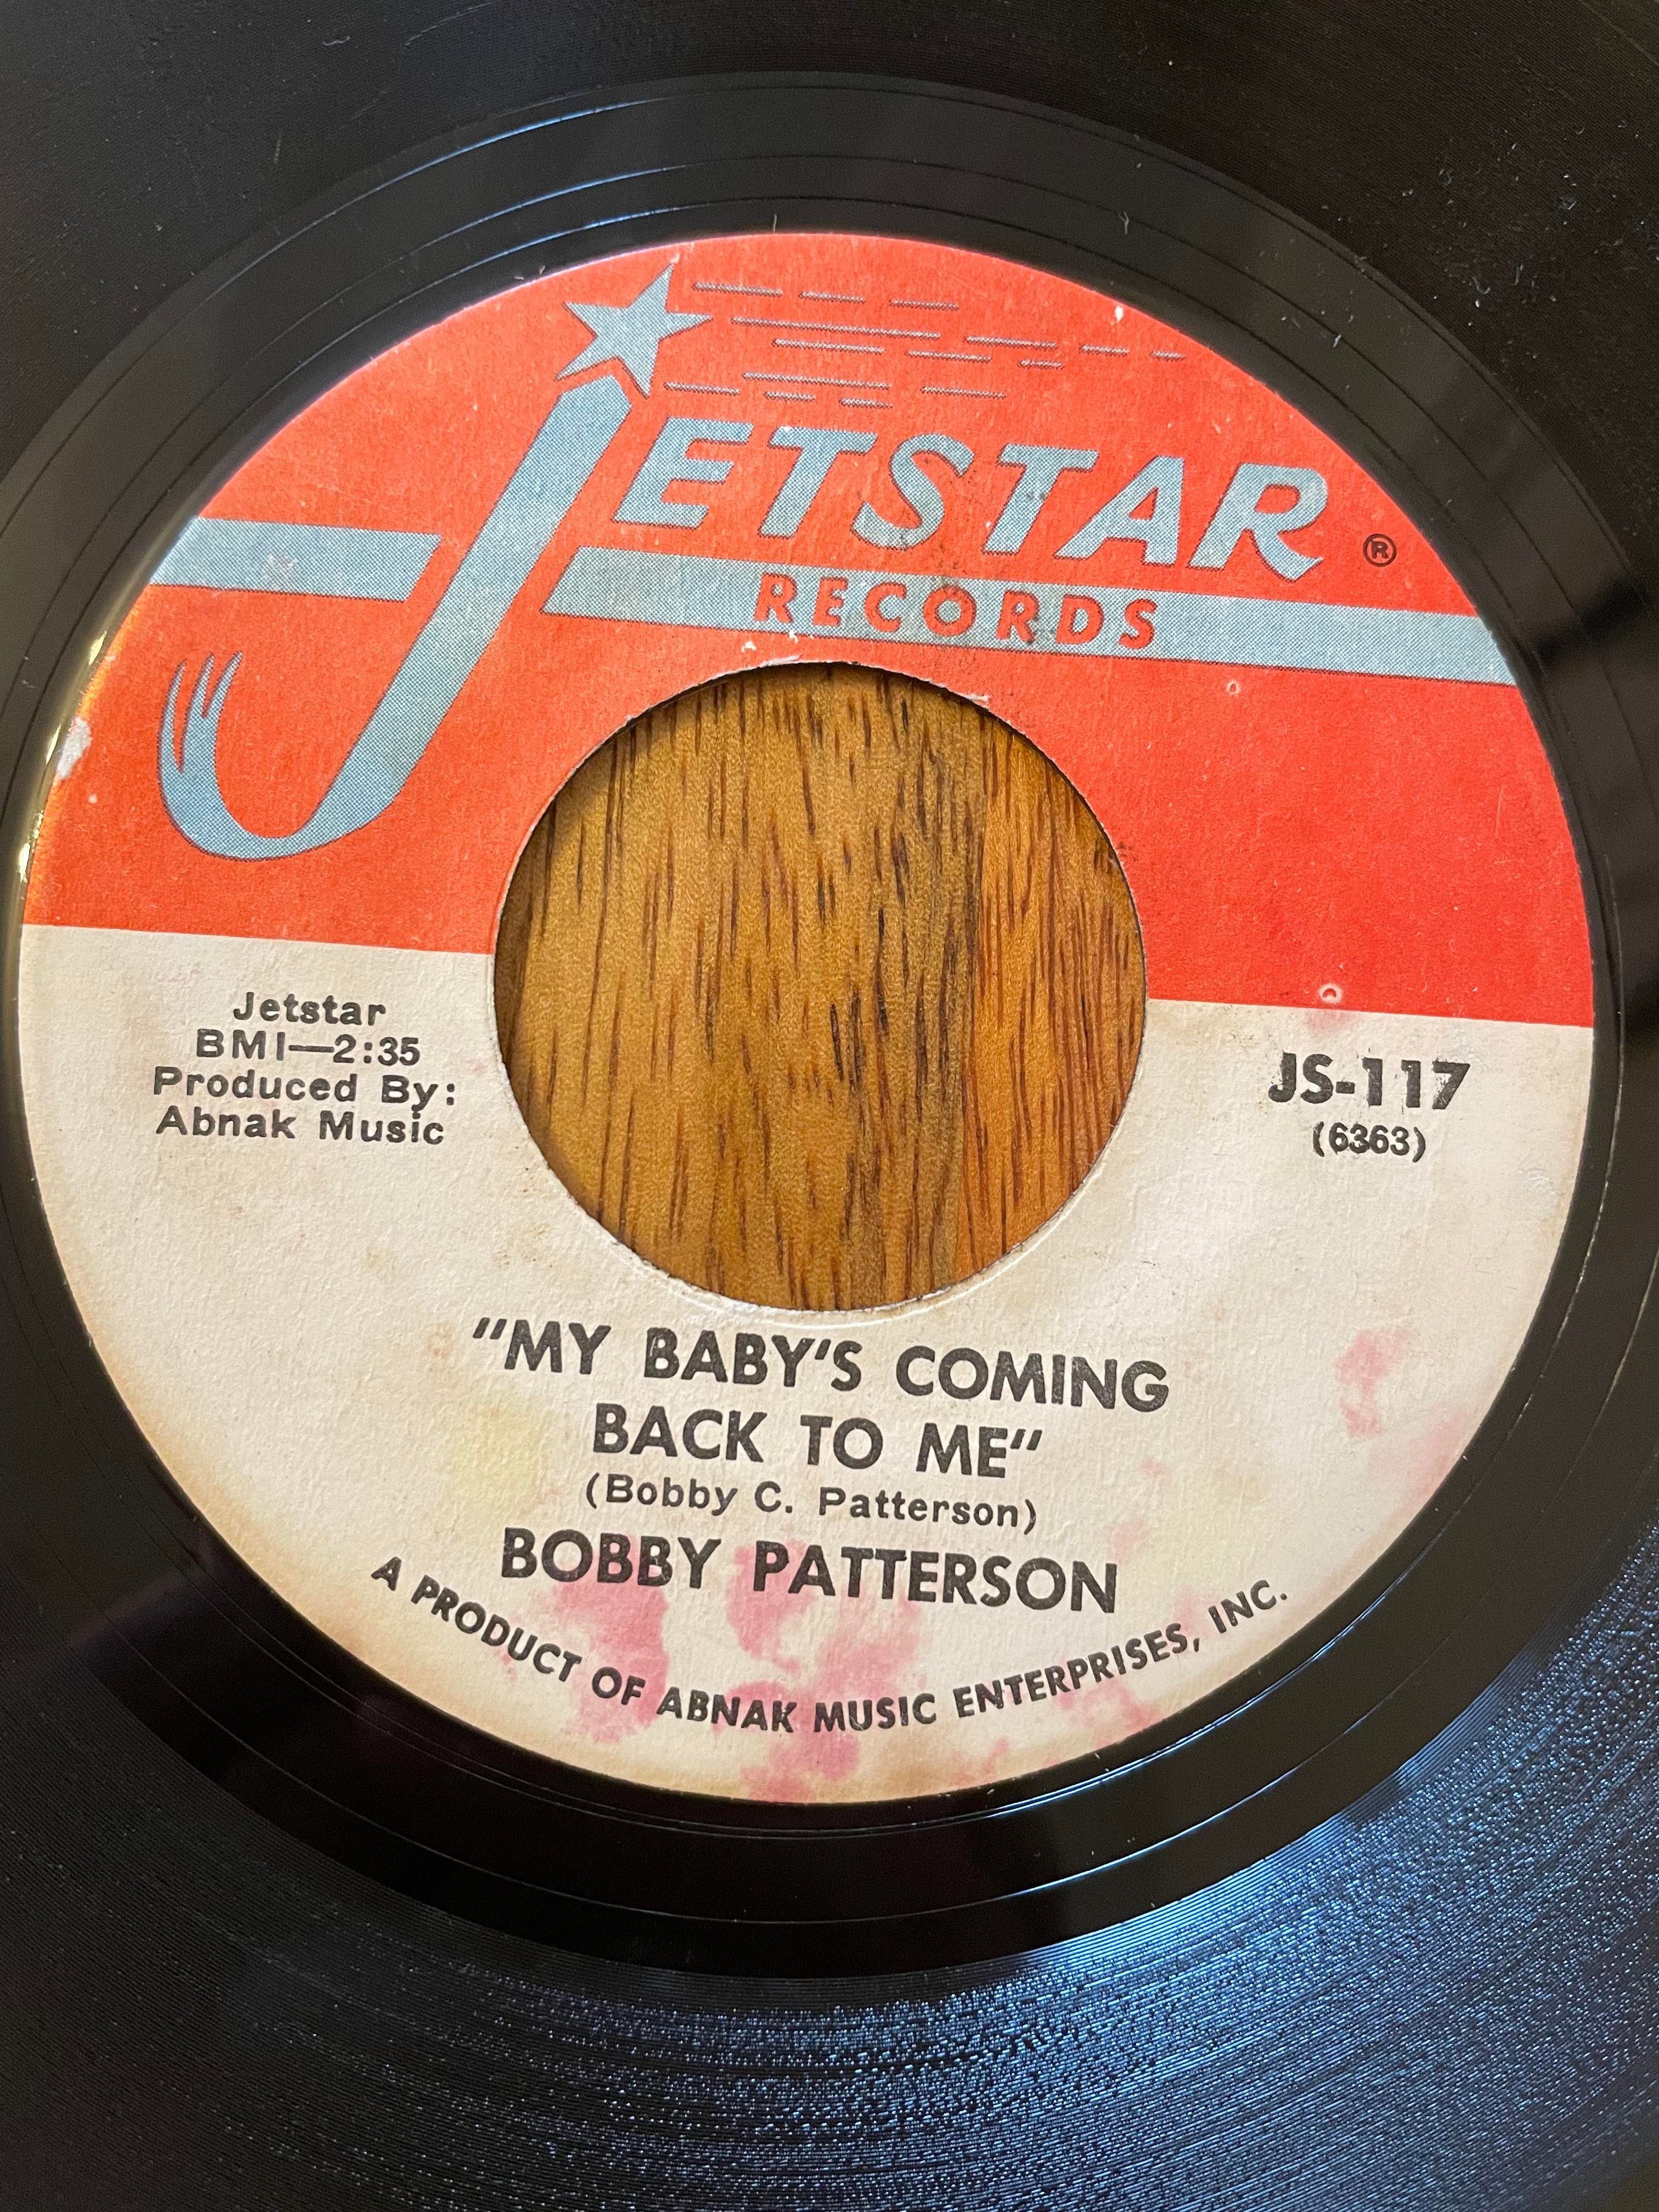 JETSTAR ®
RECORDS
Jetstar
BMI—2:35
Produced By:
Abnak Music
JS-117
(6363)
"MY BABY'S COMING
BACK TO ME"
(Bobby C. Patterson)
BOBBY PATTERSON
A PRODUCT OF ABNAK MUSIC ENTERPRISES, INC.